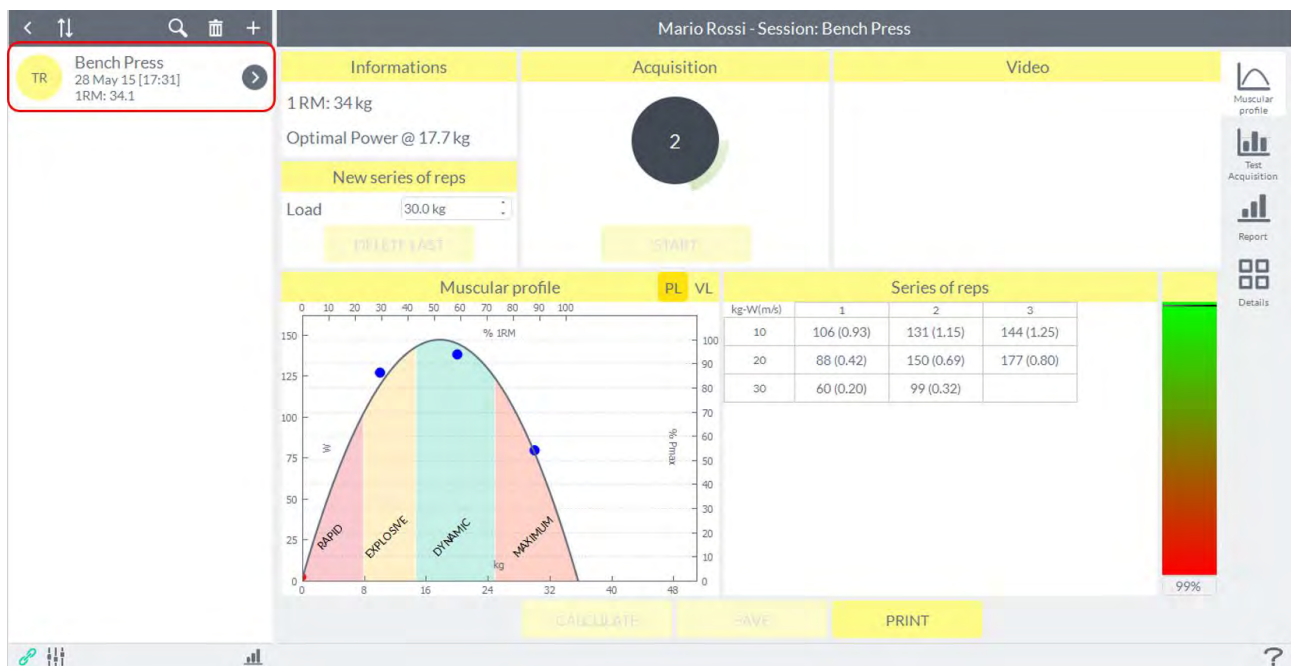 Mario Rossi - Session: Bench Press
TR
Bench Press
28 May 15 [17:31]
1RM: 34.1
Informations
1 RM: 34 kg
Optimal Power @ 17.7 kg
New series of reps
Load 30.0 kg
DELETE LAST
Acquisition
2
START
Video
Muscular profile
Test Acquisition
Report
Details
Muscular profile PL VL
0 10 20 30 40 50 60 70 80 90 100
% 1RM
150
125
100
75
50
25
0
W
100
90
80
70
60
50
40
30
20
10
0
% Pmax
RAPID
EXPLOSIVE
DYNAMIC
MAXIMUM
kg
0 8 16 24 32 40 48
Series of reps
kg-W(m/s) 1 2 3
10 106 (0.93) 131 (1.15) 144 (1.25)
20 88 (0.42) 150 (0.69) 177 (0.80)
30 60 (0.20) 99 (0.32)
99%
CALCULATE SAVE PRINT
?